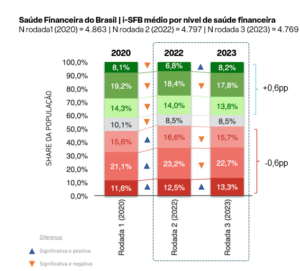 Saúde Financeira do Brasil | i-SFB médio por nível de saúde financeira
N rodada1 (2020) = 4.863 | N rodada 2 (2022) = 4.797 | N rodada 3 (2023) = 4.769
2020 2022 2023
100,0%
90,0%
80,0%
70,0%
60,0%
50,0%
40,0%
30,0%
20,0%
10,0%
0,0%
SHARE DA POPULAÇÃO
8,1% 6,8% 8,2%
19,2% 18,4% 17,8%
14,3% 14,0% 13,8%
10,1% 8,5% 8,5%
15,6% 16,6% 15,7%
21,1% 23,2% 22,7%
11,6% 12,5% 13,3%
+0,6pp
-0,6pp
Rodada 1 (2020)
Rodada 2 (2022)
Rodada 3 (2023)
Diferença:
Significativa e positiva
Significativa e negativa